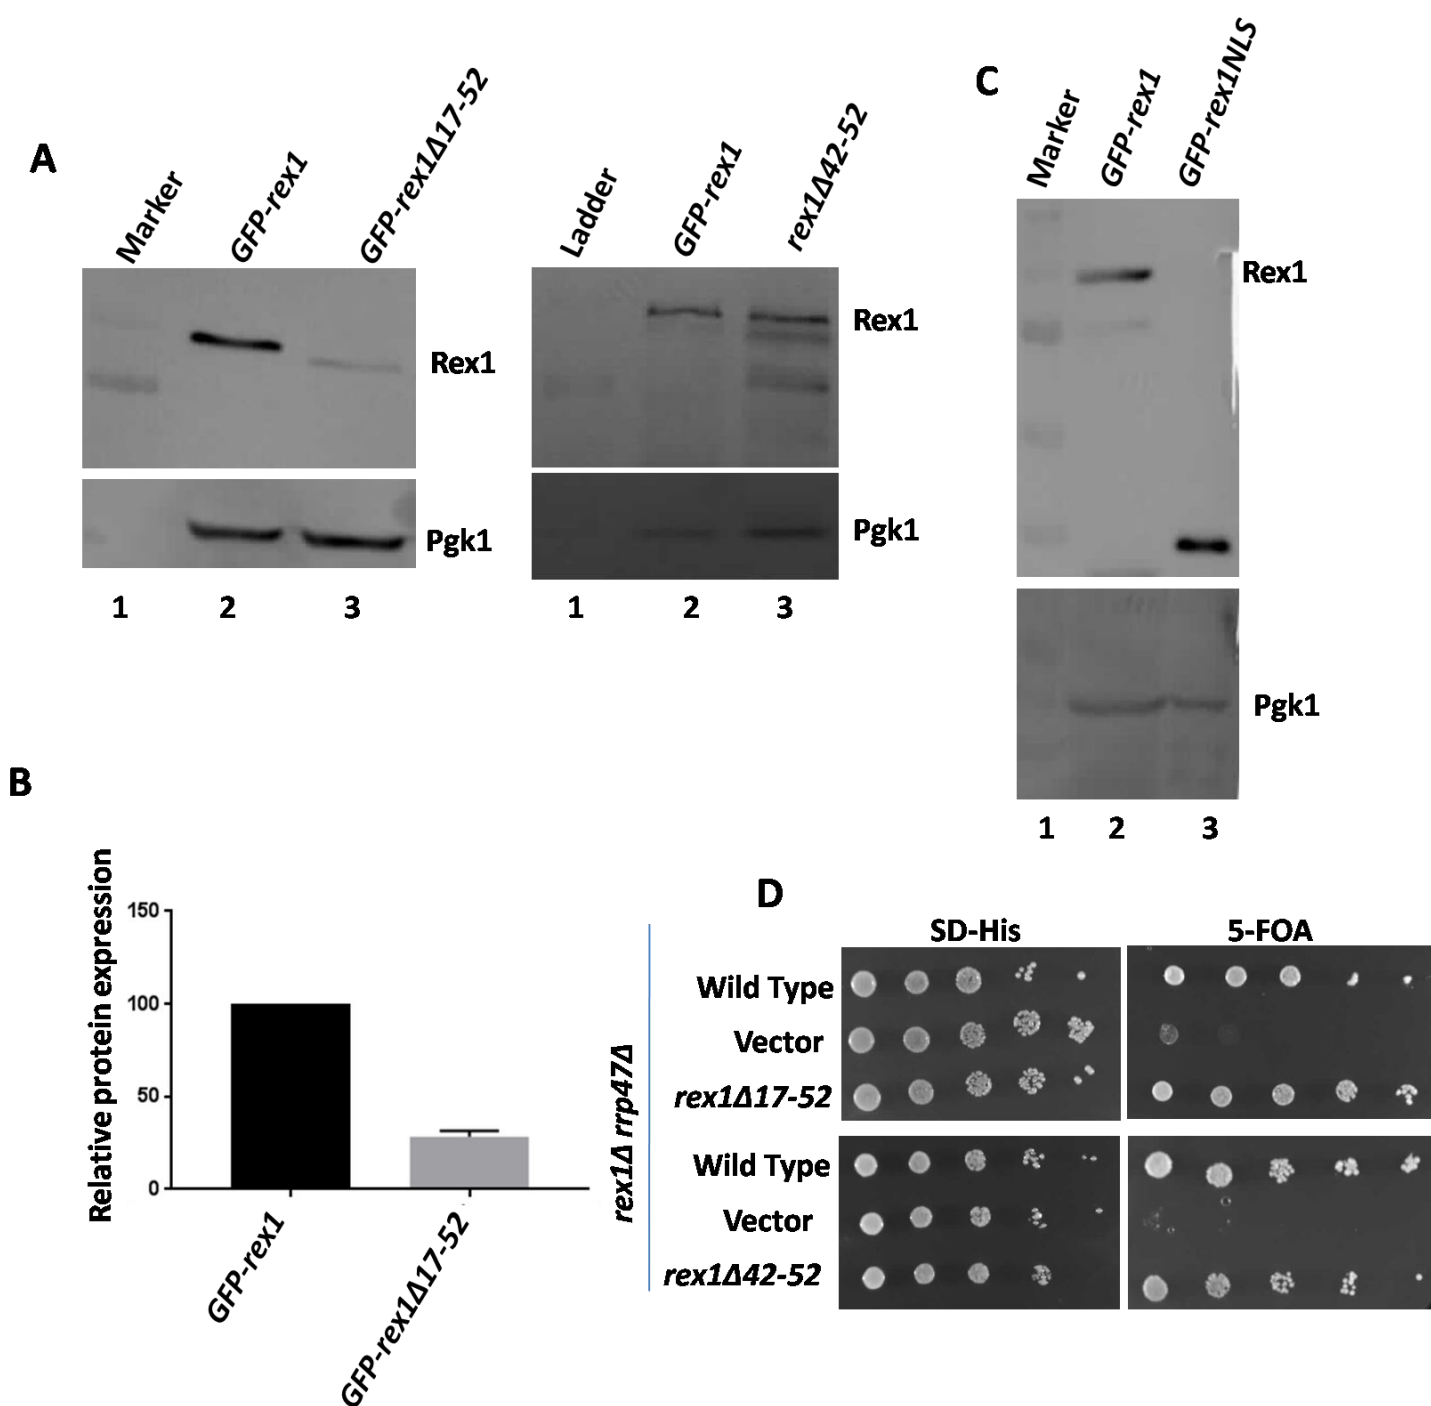 A
Marker
GFP-rex1
GFP-rex1Δ17-52
Rex1
Pgk1
1 2 3
Ladder
GFP-rex1
rex1Δ42-52
Rex1
Pgk1
1 2 3
C
Marker
GFP-rex1
GFP-rex1NLS
Rex1
Pgk1
1 2 3
B
Relative protein expression
150
100
50
0
GFP-rex1
GFP-rex1Δ17-52
D
SD-His 5-FOA
rex1Δ rrp47Δ
Wild Type
Vector
rex1Δ17-52
Wild Type
Vector
rex1Δ42-52